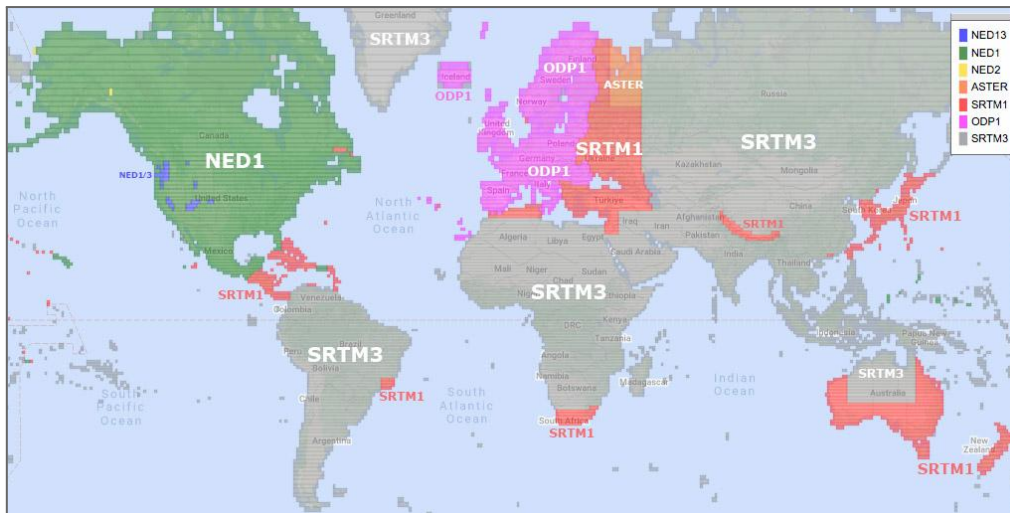 Greenland
SRTM3
NED13
NED1
NED2
ASTER
SRTM1
ODP1
SRTM3
Iceland
ODP1
Finland
ODP1
Sweden
Norway
ASTER
Russia
United
Kingdom
Canada
NED1
NED1/3
Poland
SRTM1
Germany
Ukraine
SRTM3
Kazakhstan
Mongolia
France
ODP1
Italy
Spain
Türkiye
United States
North
Pacific
Ocean
North
Atlantic
Ocean
China
South Korea
Japan
SRTM1
Afghanistan
SRTM1
Iraq
Iran
Pakistan
Algeria
Libya
Egypt
Saudi Arabia
India
Mexico
Thailand
Mali
Niger
Chad
Sudan
SRTM3
Ethiopia
SRTM1
Venezuela
Colombia
Kenya
DRC
Tanzania
Indonesia
Papua New
Guinea
Brazil
Peru
SRTM3
Bolivia
Angola
Namibia
Botswana
Madagascar
SRTM1
South
Pacific
Ocean
South
Atlantic
Ocean
Indian
Ocean
SRTM3
Australia
Chile
South Africa
SRTM1
Argentina
New
Zealand
SRTM1